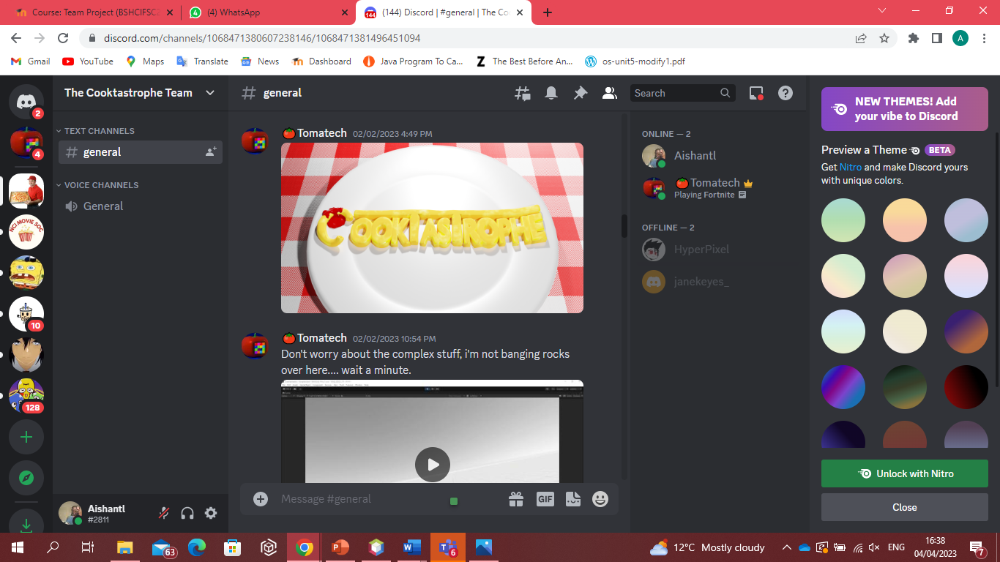 Course: Team Project (BSHCIFSC2
(4) WhatsApp
(144) Discord | #general | The Co
144
discord.com/channels/1068471380607238146/1068471381496451094
A
Gmail
YouTube
Maps
Translate
News
Dashboard
Java Program To Ca...
The Best Before An...
os-unit5-modify1.pdf
2
4
NCI MOVIE SOC
10
128
The Cooktastrophe Team
TEXT CHANNELS
general
VOICE CHANNELS
General
Aishantl
#2811
general
Search
Tomatech 02/02/2023 4:49 PM
COOKTASTROPHE
Tomatech 02/02/2023 10:54 PM
Don't worry about the complex stuff, i'm not banging rocks
over here.... wait a minute.
Message #general
GIF
ONLINE — 2
Aishantl
Tomatech
Playing Fortnite
OFFLINE — 2
HyperPixel
janekeyes_
NEW THEMES! Add
your vibe to Discord
Preview a Theme BETA
Get Nitro and make Discord yours
with unique colors.
Unlock with Nitro
Close
63
6
12°C Mostly cloudy
ENG
16:38
04/04/2023
7